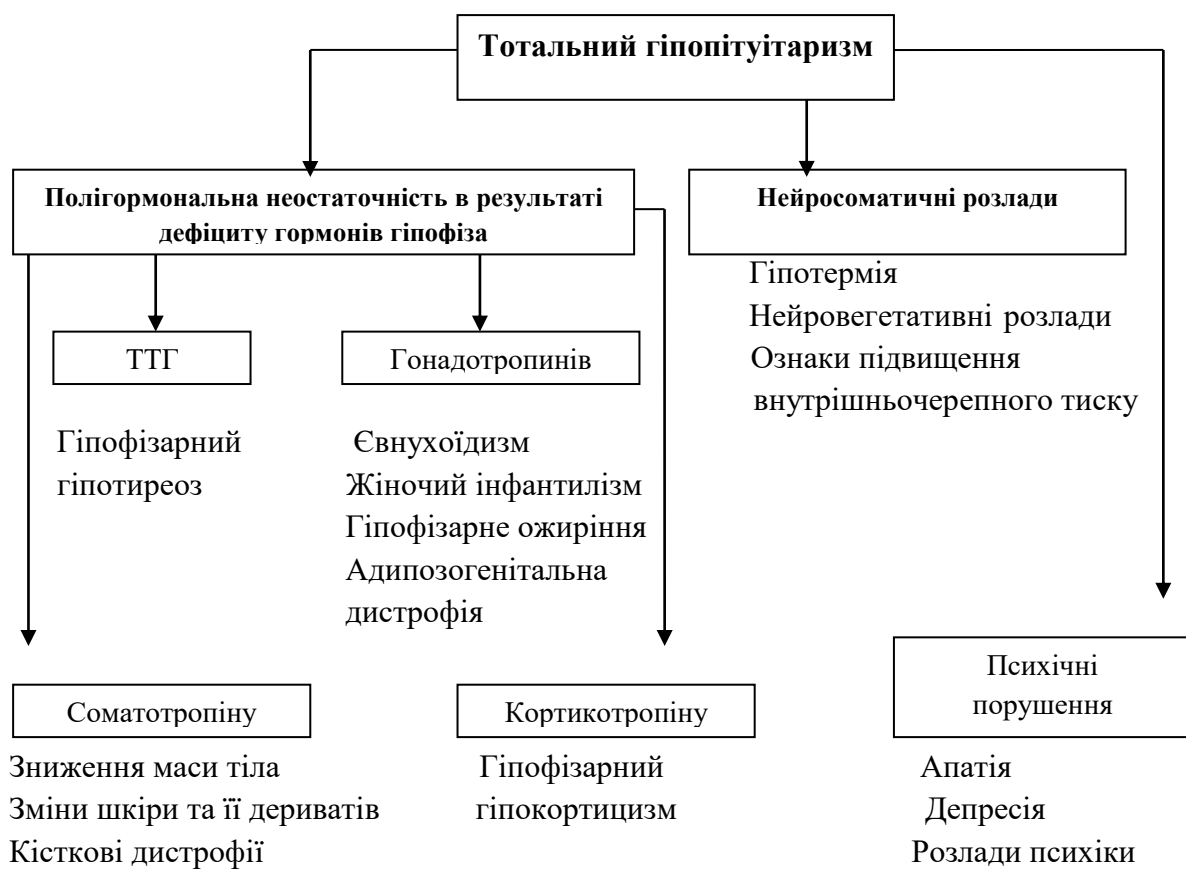 Тотальний гіпопітуітаризм
Полігормональна неостаточність в результаті
дефіциту гормонів гіпофіза
Нейросоматичні розлади
Гіпотермія
Нейровегетативні розлади
Ознаки підвищення
внутрішньочерепного тиску
ТТГ
Гонадотропинів
Гіпофізарний
гіпотиреоз
Євнухоїдизм
Жіночий інфантилізм
Гіпофізарне ожиріння
Адипозогенітальна
дистрофія
Соматотропіну
Кортикотропіну
Психічні
порушення
Зниження маси тіла
Зміни шкіри та її дериватів
Кісткові дистрофії
Гіпофізарний
гіпокортицизм
Апатія
Депресія
Розлади психіки